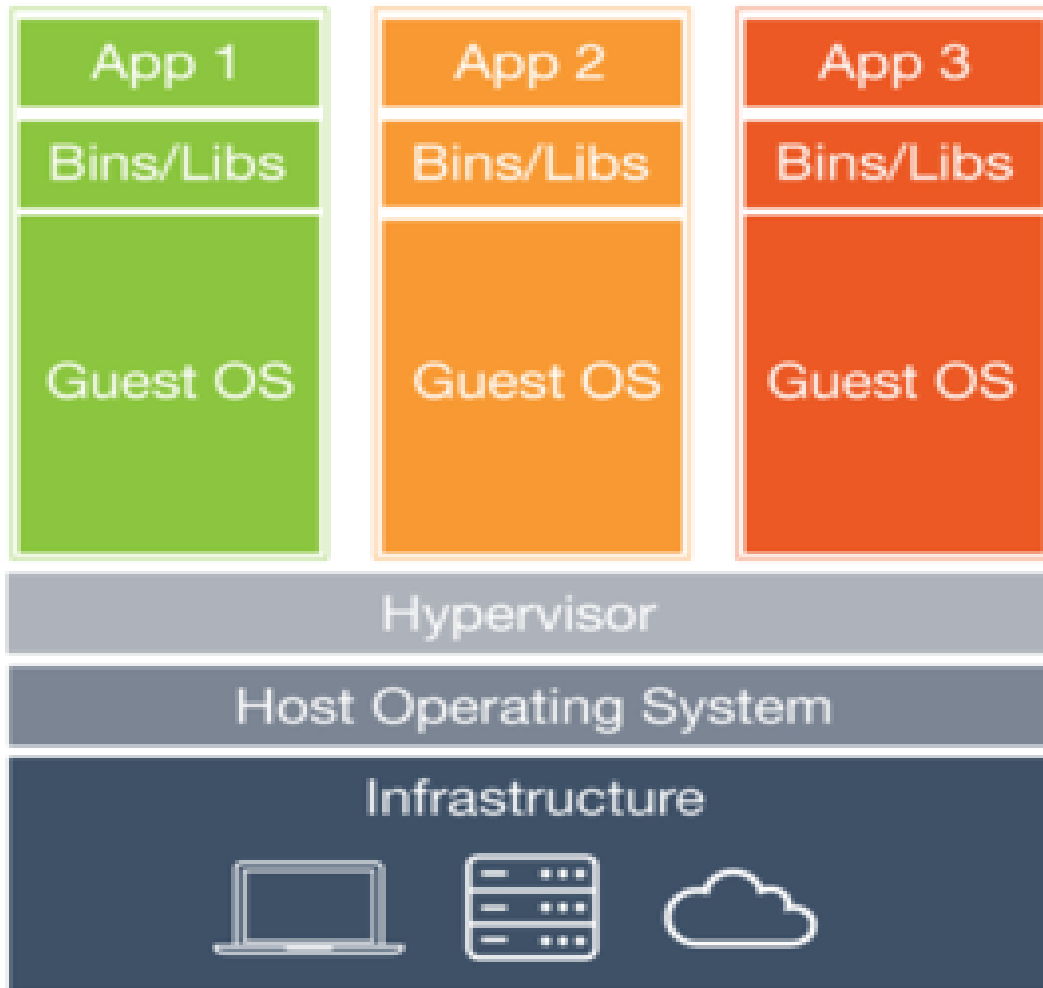 App 1
App 2
App 3
Bins/Libs
Bins/Libs
Bins/Libs
Guest OS
Guest OS
Guest OS
Hypervisor
Host Operating System
Infrastructure